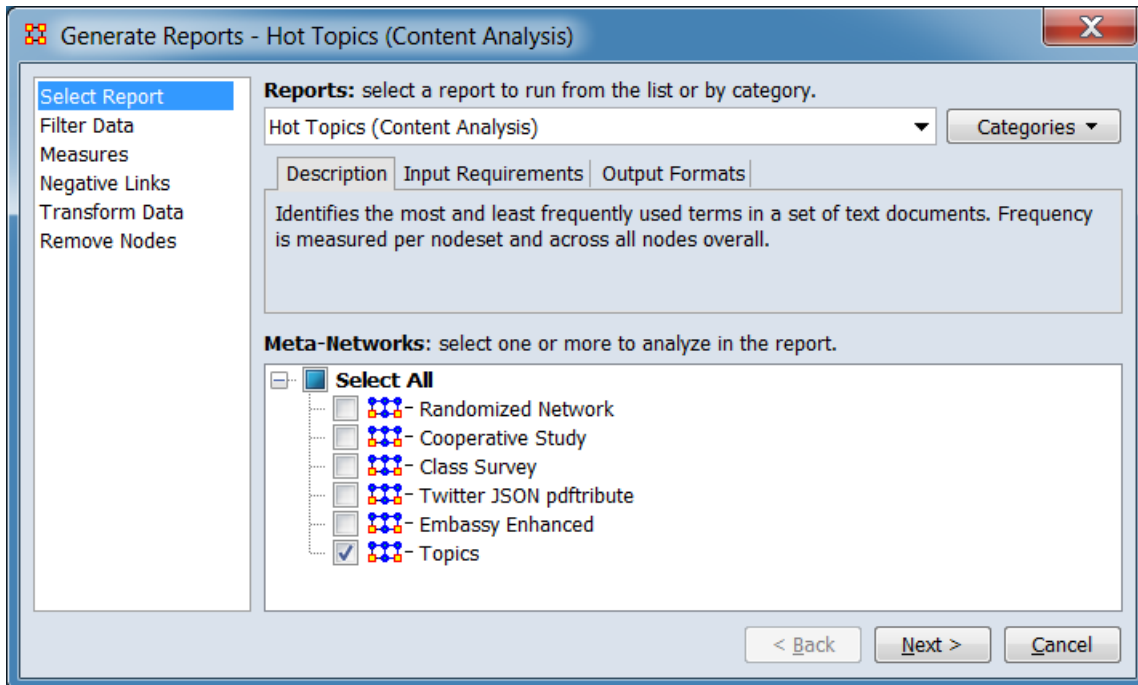 Generate Reports - Hot Topics (Content Analysis)
Select Report
Filter Data
Measures
Negative Links
Transform Data
Remove Nodes
Reports: select a report to run from the list or by category.
Hot Topics (Content Analysis)
Categories
Description
Input Requirements
Output Formats
Identifies the most and least frequently used terms in a set of text documents. Frequency
is measured per nodeset and across all nodes overall.
Meta-Networks: select one or more to analyze in the report.
Select All
Randomized Network
Cooperative Study
Class Survey
Twitter JSON pdftribute
Embassy Enhanced
Topics
< Back
Next >
Cancel